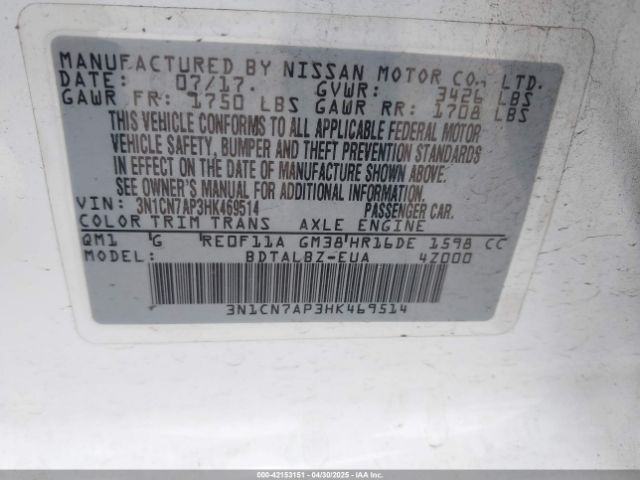 MANUFACTURED BY NISSAN MOTOR CO., LTD.
DATE: 07/17. GVWR: 3426 LBS
GAWR FR: 1750 LBS GAWR RR: 1708 LBS
THIS VEHICLE CONFORMS TO ALL APPLICABLE FEDERAL MOTOR
VEHICLE SAFETY, BUMPER AND THEFT PREVENTION STANDARDS
IN EFFECT ON THE DATE OF MANUFACTURE SHOWN ABOVE.
SEE OWNER'S MANUAL FOR ADDITIONAL INFORMATION.
VIN: 3N1CN7AP3HK469514 PASSENGER CAR.
COLOR TRIM TRANS AXLE ENGINE
QM1 G RE0F11A GM38 HR16DE 1598 CC
MODEL: BDTALBZ-EUA 4Z000
3N1CN7AP3HK469514
000-42153151 - 04/30/2025 - IAAI.COM